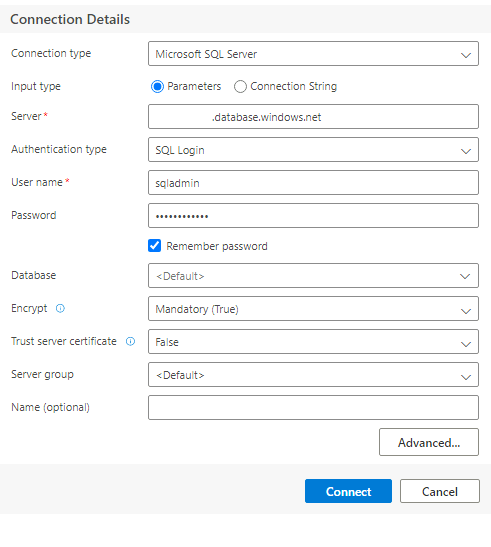 Connection Details
Connection type Microsoft SQL Server
Input type Parameters Connection String
Server* .database.windows.net
Authentication type SQL Login
User name* sqladmin
Password ••••••••••••
Remember password
Database <Default>
Encrypt Mandatory (True)
Trust server certificate False
Server group <Default>
Name (optional)
Advanced...
Connect Cancel